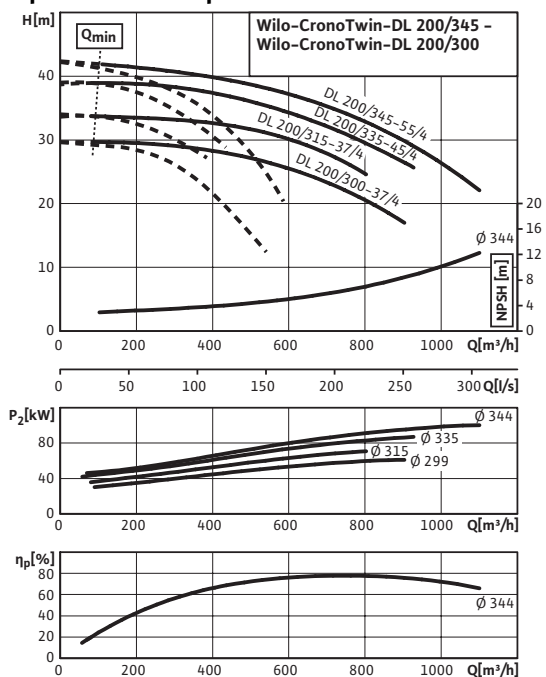 H[m]
Wilo-CronoTwin-DL 200/345 –
Wilo-CronoTwin-DL 200/300
Qmin
40
30
20
10
0
DL 200/345-55/4
DL 200/335-45/4
DL 200/315-37/4
DL 200/300-37/4
20
16
12
8
4
0
NPSH [m]
Ø 344
0 200 400 600 800 1000 Q[m³/h]
0 50 100 150 200 250 300 Q[l/s]
P₂[kW]
80
40
0
Ø 344
Ø 335
Ø 315
Ø 299
0 200 400 600 800 1000 Q[m³/h]
ηp[%]
80
60
40
20
0
Ø 344
0 200 400 600 800 1000 Q[m³/h]